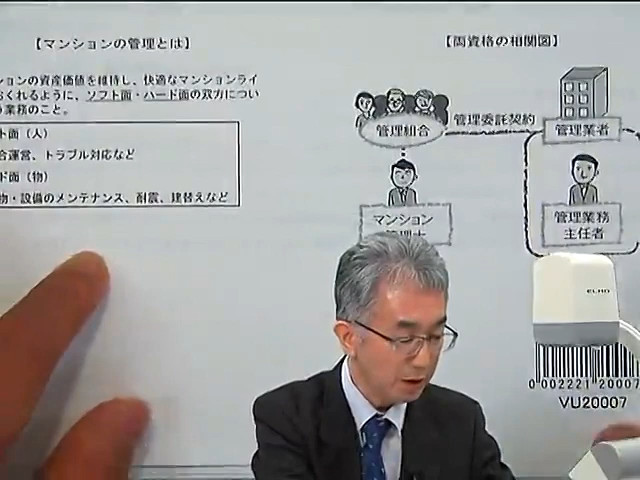 【マンションの管理とは】
ションの資産価値を維持し、快適なマンションライ
おくれるように、ソフト面・ハード面の双方につい
う業務のこと。
ト面（人）
合運営、トラブル対応など
ド面（物）
物・設備のメンテナンス、耐震、建替えなど
【両資格の相関図】
管理組合
管理委託契約
管理業者
マンション
管理業務
主任者
ELMO
0 002221 20007
VU20007